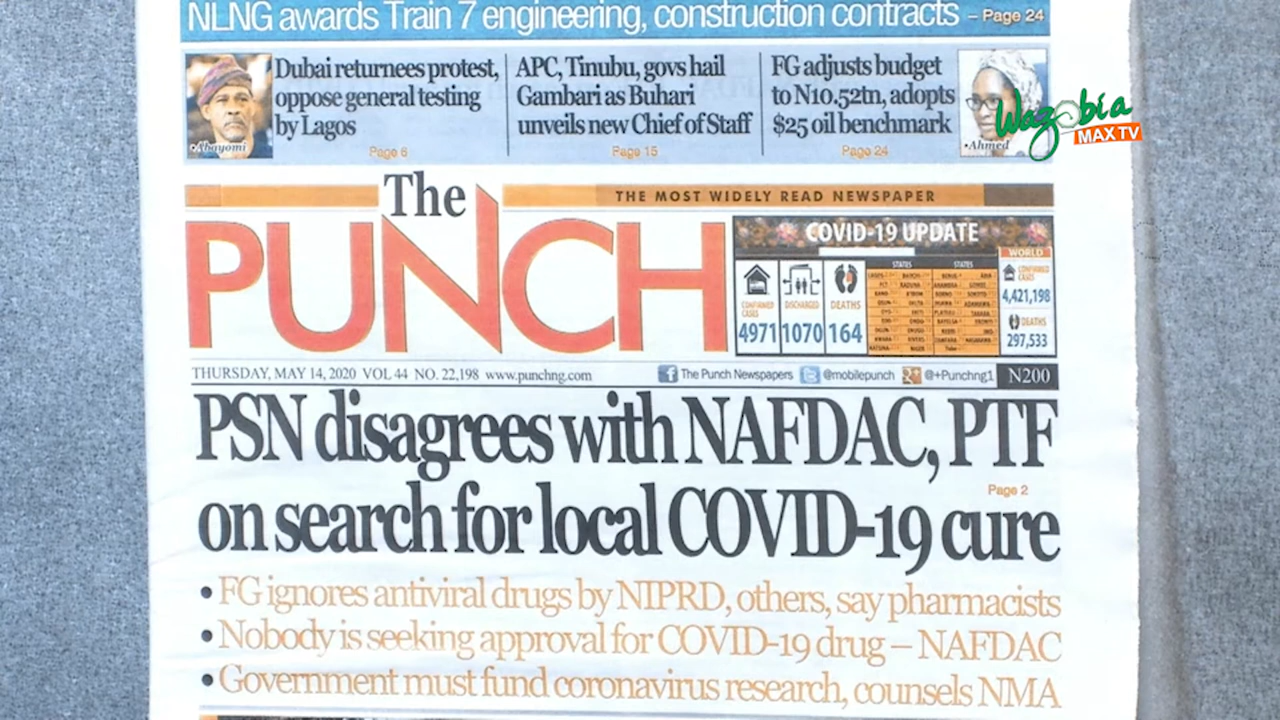 NLNG awards Train 7 engineering, construction contracts – Page 24
Dubai returnees protest,
oppose general testing
by Lagos
Page 6
•Abayomi
APC, Tinubu, govs hail
Gambari as Buhari
unveils new Chief of Staff
Page 15
FG adjusts budget
to N10.52tn, adopts
$25 oil benchmark
Page 24
•Ahmed
Wazobia
MAX TV
The
PUNCH
THE MOST WIDELY READ NEWSPAPER
COVID-19 UPDATE
CONFIRMED CASES
4971
DISCHARGED
1070
DEATHS
164
STATES STATES
WORLD
CONFIRMED CASES
4,421,198
DEATHS
297,533
THURSDAY, MAY 14, 2020 VOL 44 NO. 22,198 www.punchng.com
The Punch Newspapers @mobilepunch @+Punchng1 N200
PSN disagrees with NAFDAC, PTF
Page 2
on search for local COVID-19 cure
• FG ignores antiviral drugs by NIPRD, others, say pharmacists
• Nobody is seeking approval for COVID-19 drug – NAFDAC
• Government must fund coronavirus research, counsels NMA